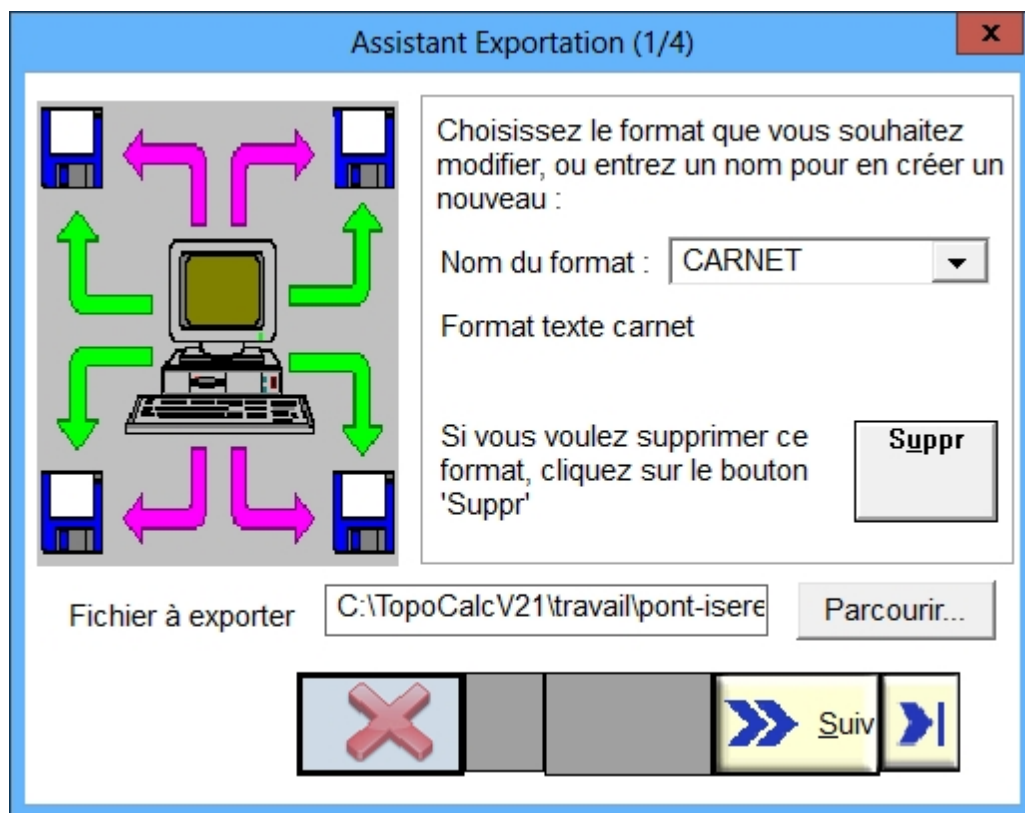 Assistant Exportation (1/4)
x
Choisissez le format que vous souhaitez
modifier, ou entrez un nom pour en créer un
nouveau :
Nom du format : CARNET
Format texte carnet
Si vous voulez supprimer ce
format, cliquez sur le bouton
'Suppr'
Suppr
Fichier à exporter C:\TopoCalcV21\travail\pont-isere Parcourir...
Suiv